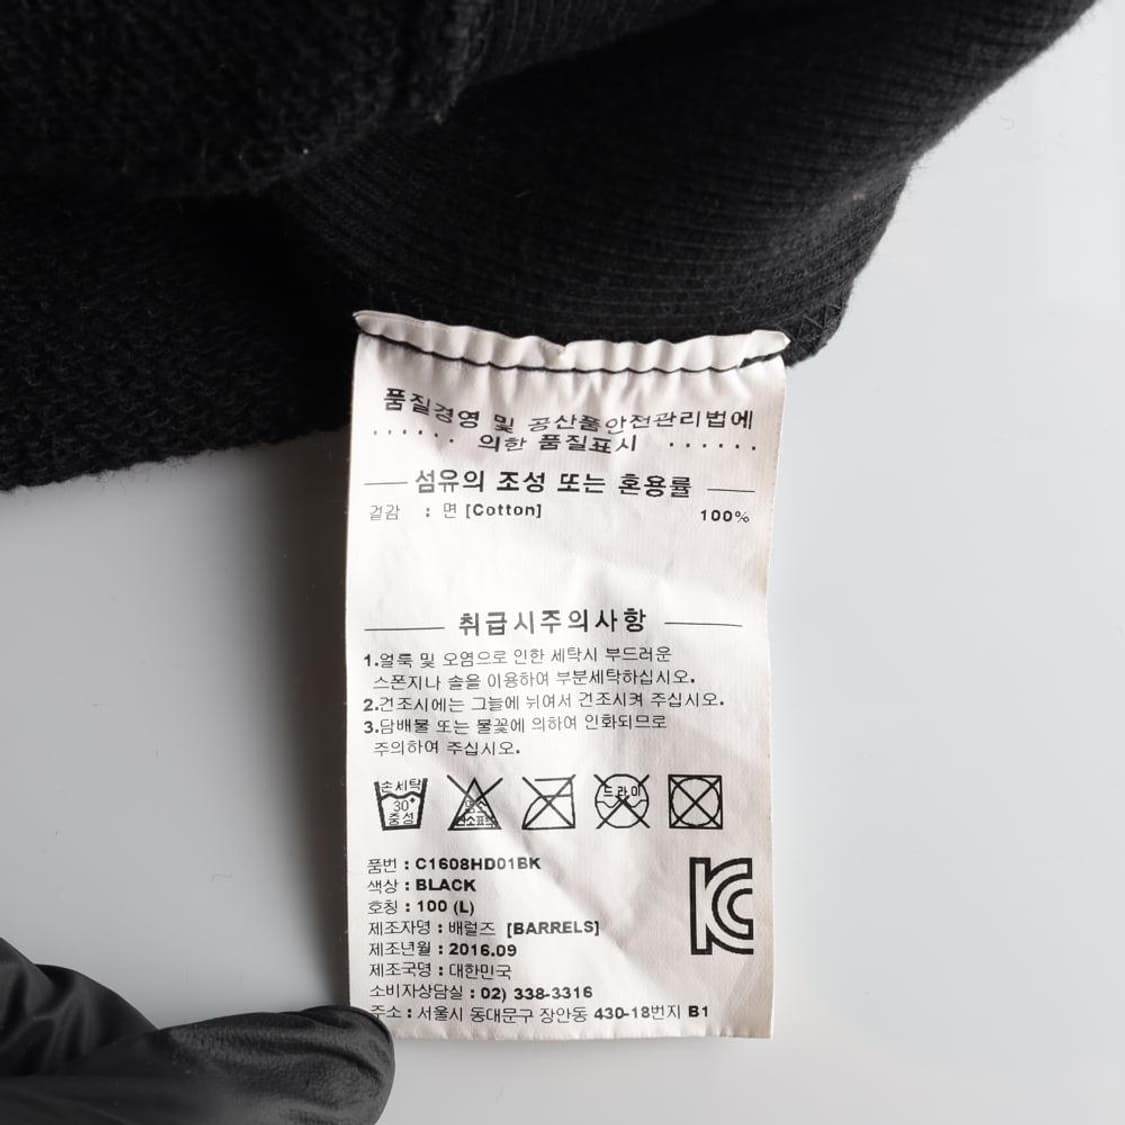 품질경영 및 공산품안전관리법에
의한 품질표시
섬유의 조성 또는 혼용률
겉감 : 면 [Cotton] 100%
취급시주의사항
1.얼룩 및 오염으로 인한 세탁시 부드러운
스폰지나 솔을 이용하여 부분세탁하십시오.
2.건조시에는 그늘에 뉘여서 건조시켜 주십시오.
3.담배불 또는 불꽃에 의하여 인화되므로
주의하여 주십시오.
손세탁
30°
중성
염소
산소표백
드라이
품번 : C1608HD01BK
색상 : BLACK
호칭 : 100 (L)
제조자명 : 배럴즈 [BARRELS]
제조년월 : 2016.09
제조국명 : 대한민국
소비자상담실 : 02) 338-3316
주소 : 서울시 동대문구 장안동 430-18번지 B1
KC